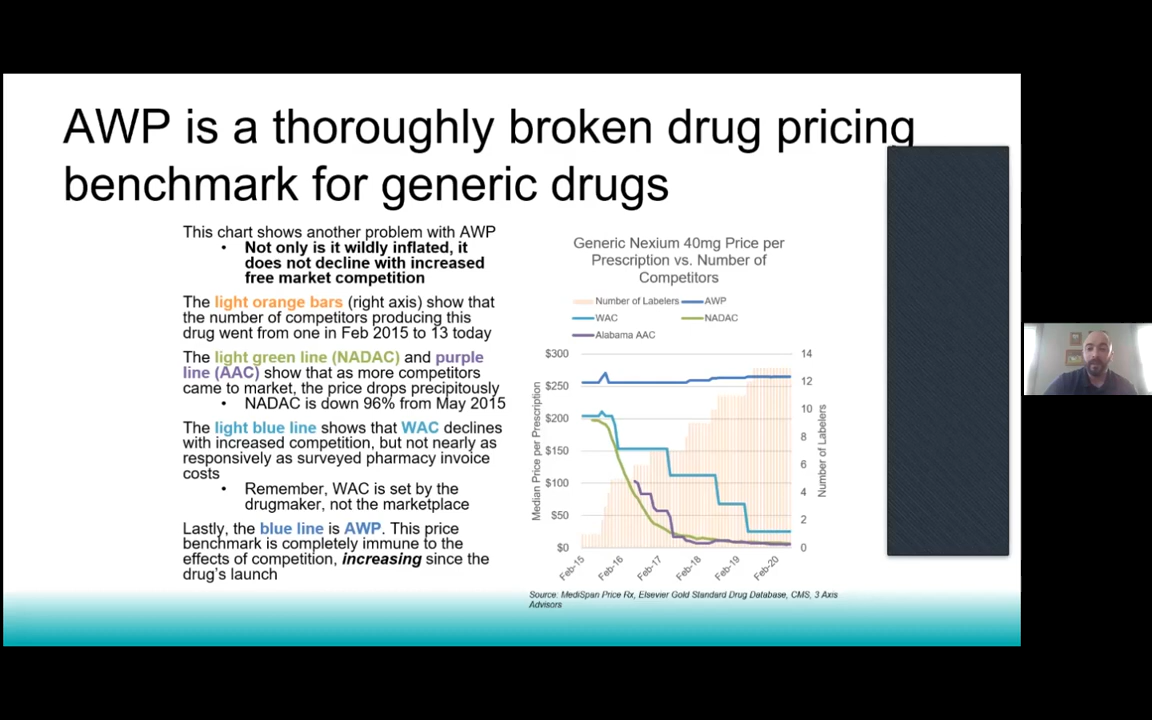 AWP is a thoroughly broken drug pricing
benchmark for generic drugs
This chart shows another problem with AWP
• Not only is it wildly inflated, it
does not decline with increased
free market competition
The light orange bars (right axis) show that
the number of competitors producing this
drug went from one in Feb 2015 to 13 today
The light green line (NADAC) and purple
line (AAC) show that as more competitors
came to market, the price drops precipitously
• NADAC is down 96% from May 2015
The light blue line shows that WAC declines
with increased competition, but not nearly as
responsively as surveyed pharmacy invoice
costs
• Remember, WAC is set by the
drugmaker, not the marketplace
Lastly, the blue line is AWP. This price
benchmark is completely immune to the
effects of competition, increasing since the
drug's launch
Generic Nexium 40mg Price per
Prescription vs. Number of
Competitors
Number of Labelers AWP
WAC NADAC
Alabama AAC
Median Price per Prescription
$300
$250
$200
$150
$100
$50
$0
14
12
10
8
6
4
2
0
Number of Labelers
Feb-15
Feb-16
Feb-17
Feb-18
Feb-19
Feb-20
Source: MediSpan Price Rx, Elsevier Gold Standard Drug Database, CMS, 3 Axis
Advisors